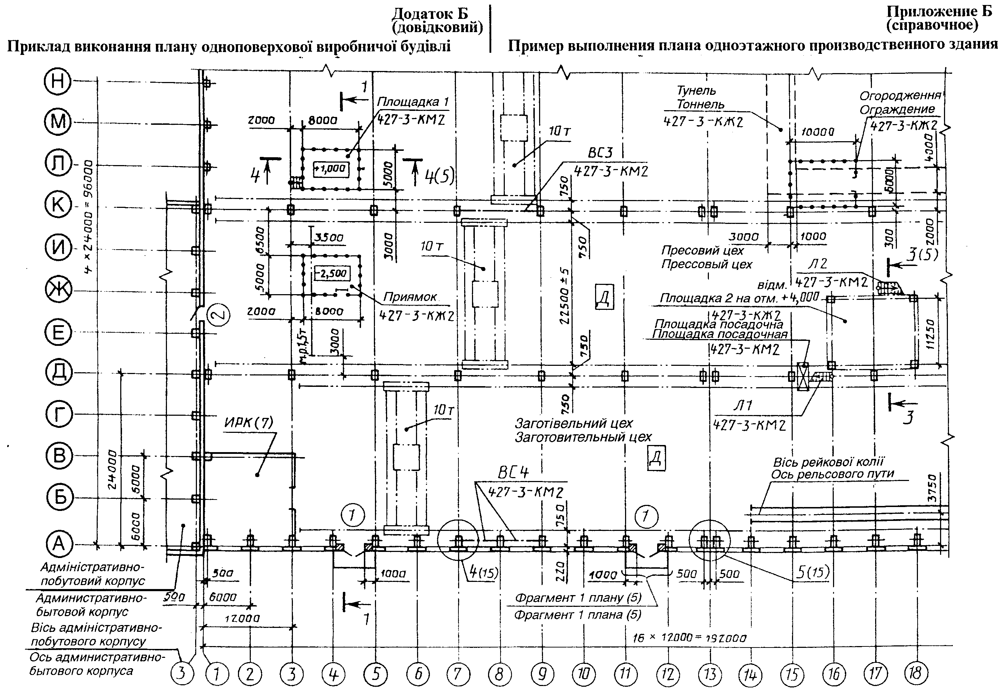 Додаток Б
(довідковий)
Приложение Б
(справочное)
Приклад виконання плану одноповерхової виробничої будівлі
Пример выполнения плана одноэтажного производственного здания
Н
М
Л
К
И
Ж
Е
Д
Г
В
Б
А
4 × 24000 = 96000
24000
6000
6000
1
Площадка 1
427-3-КМ2
2000
8000
+1,000
4
4(5)
5000
3000
10 т
ВС3
427-3-КМ2
750
750
Тунель
Тоннель
427-3-КЖ2
Огородження
Ограждение
427-3-КЖ2
10000
4000
6000
300
2000
3000
1000
6500
5000
3500
-2,500
Приямок
427-3-КЖ2
2000
8000
м.р.1,5т
3000
10 т
22500 ± 5
Д
Пресовий цех
Прессовый цех
3(5)
Л2
427-3-КМ2
відм.
Площадка 2 на отм. +4,000
427-3-КЖ2
Площадка посадочна
Площадка посадочная
427-3-КМ2
11250
2
750
750
Л1
427-3-КМ2
3
ИРК(7)
10 т
Заготівельний цех
Заготовительный цех
Д
ВС4
427-3-КМ2
Вісь рейкової колії
Ось рельсового пути
3750
1
1
750
220
Адміністративно-
побутовий корпус
Административно-
бытовой корпус
Вісь адміністративно-
побутового корпусу
Ось административно-
бытового корпуса
500
500
6000
12000
1000
4(15)
1000
500
500
5(15)
Фрагмент 1 плану (5)
Фрагмент 1 плана (5)
1
16 × 12000 = 192000
3
1
2
3
4
5
6
7
8
9
10
11
12
13
14
15
16
17
18